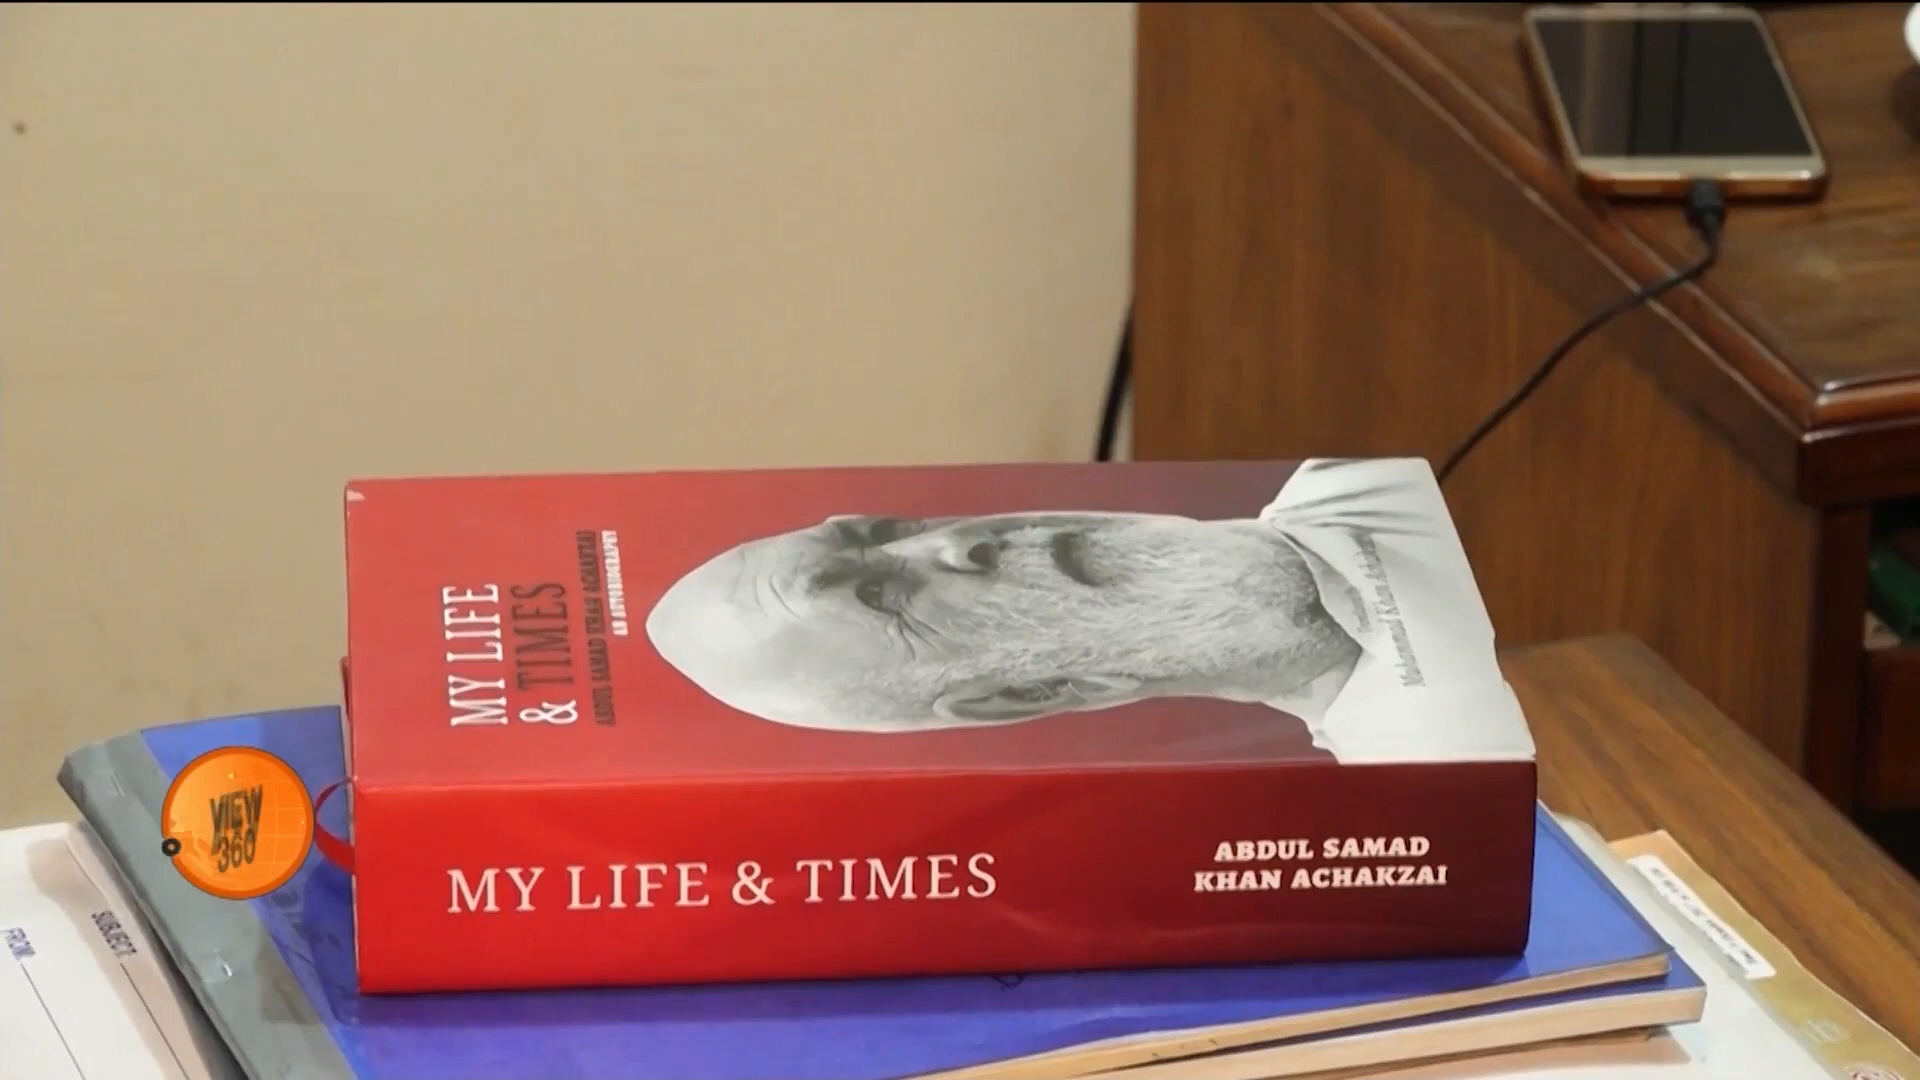 MY LIFE
& TIMES
ABDUL SAMAD KHAN ACHAKZAI
AN AUTOBIOGRAPHY
Muhammad Khan Achakzai
MY LIFE & TIMES
ABDUL SAMAD
KHAN ACHAKZAI
VIEW
360°
SUBJECT:
FROM: